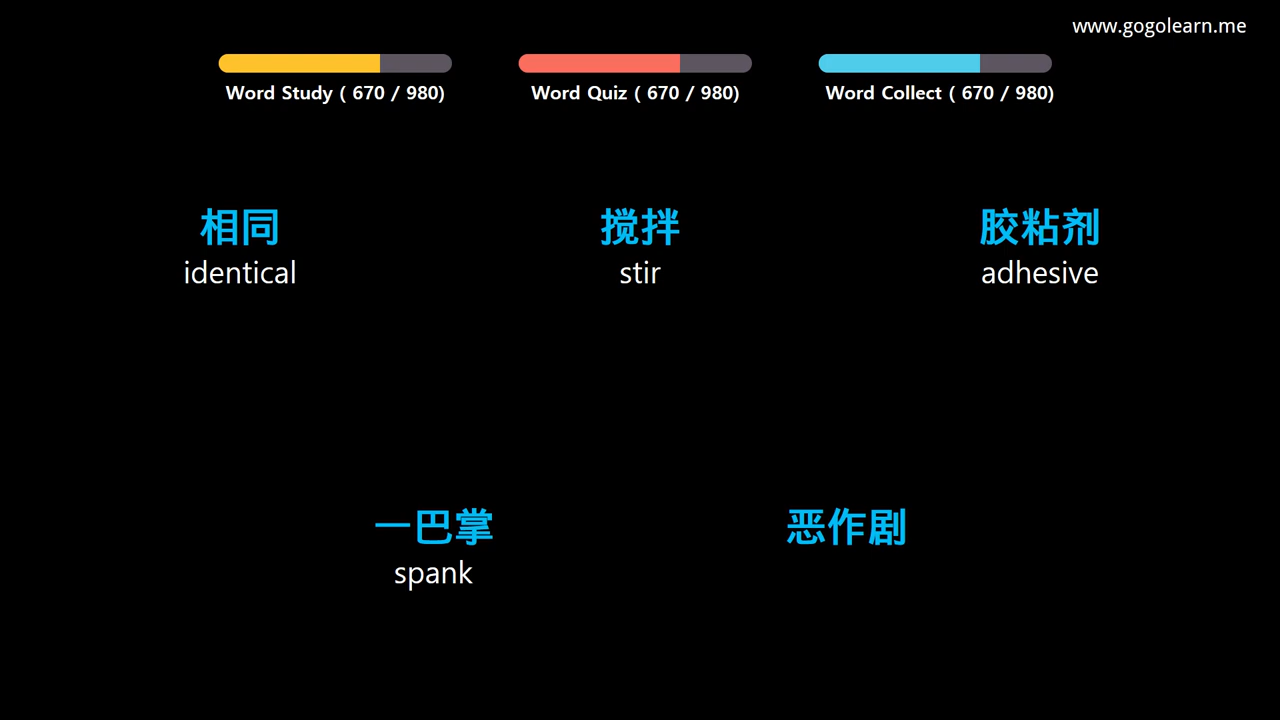 www.gogolearn.me
Word Study ( 670 / 980)
Word Quiz ( 670 / 980)
Word Collect ( 670 / 980)
相同
identical
搅拌
stir
胶粘剂
adhesive
一巴掌
spank
恶作剧